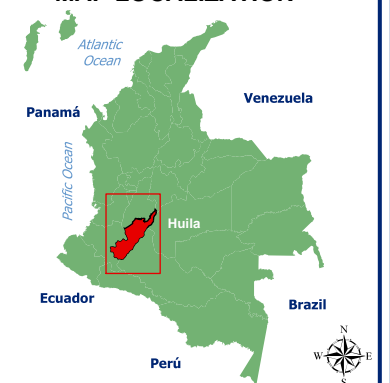 Atlantic
Ocean
Venezuela
Panamá
Pacific Ocean
Huila
Ecuador
Brazil
Perú
N
W
E
S